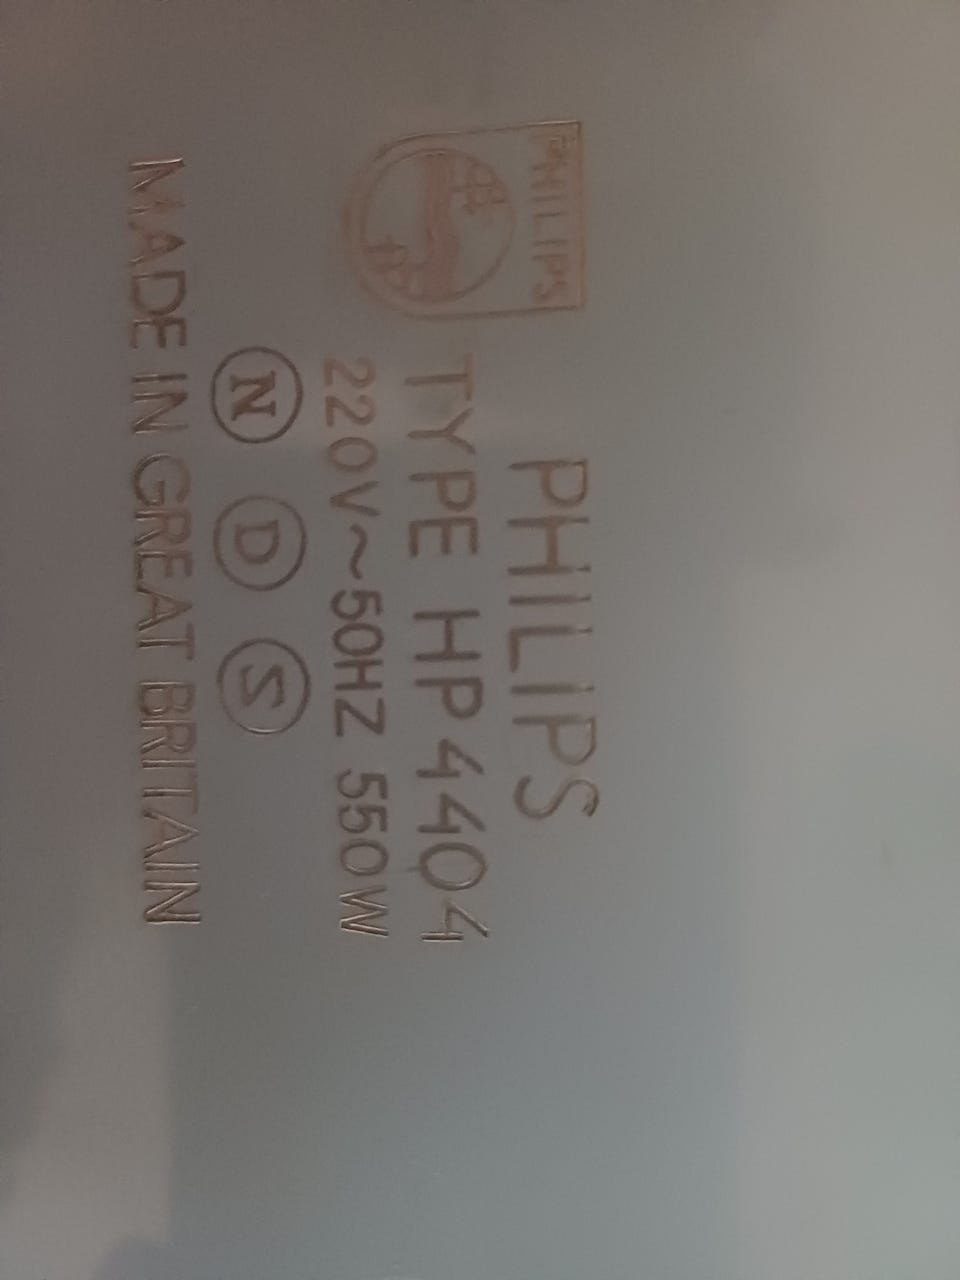 PHILIPS
PHILIPS
TYPE HP 4404
220V~50HZ 550W
N D S
MADE IN GREAT BRITAIN